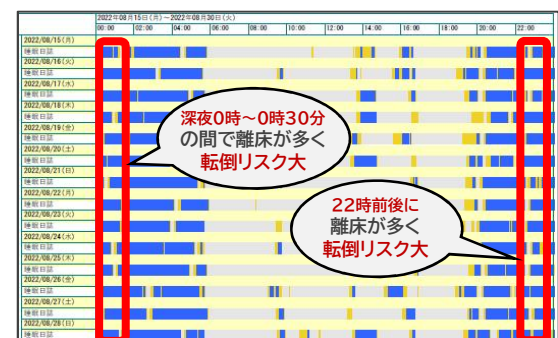 2022年08月15日(月)～2022年08月30日(火)
00:00 02:00 04:00 06:00 08:00 10:00 12:00 14:00 16:00 18:00 20:00 22:00
2022/08/15(月)
睡眠日誌
2022/08/16(火)
睡眠日誌
2022/08/17(水)
睡眠日誌
2022/08/18(木)
睡眠日誌
2022/08/19(金)
睡眠日誌
2022/08/20(土)
睡眠日誌
2022/08/21(日)
睡眠日誌
2022/08/22(月)
睡眠日誌
2022/08/23(火)
睡眠日誌
2022/08/24(水)
睡眠日誌
2022/08/25(木)
睡眠日誌
2022/08/26(金)
睡眠日誌
2022/08/27(土)
睡眠日誌
2022/08/28(日)
睡眠日誌
深夜0時～0時30分
の間で離床が多く
転倒リスク大
22時前後に
離床が多く
転倒リスク大